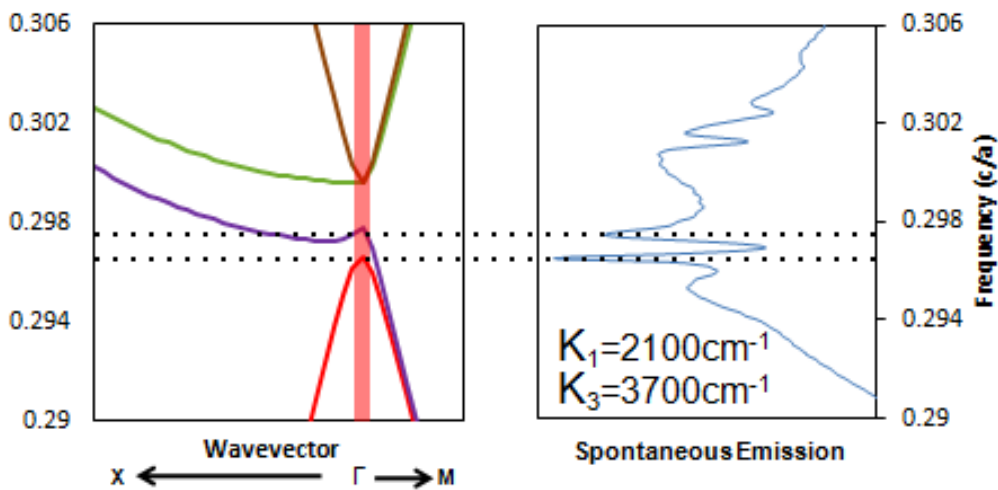 0.306
0.302
0.298
0.294
0.29
Wavevector
X Γ M
K₁=2100cm⁻¹
K₃=3700cm⁻¹
Spontaneous Emission
0.306
0.302
0.298
0.294
0.29
Frequency (c/a)